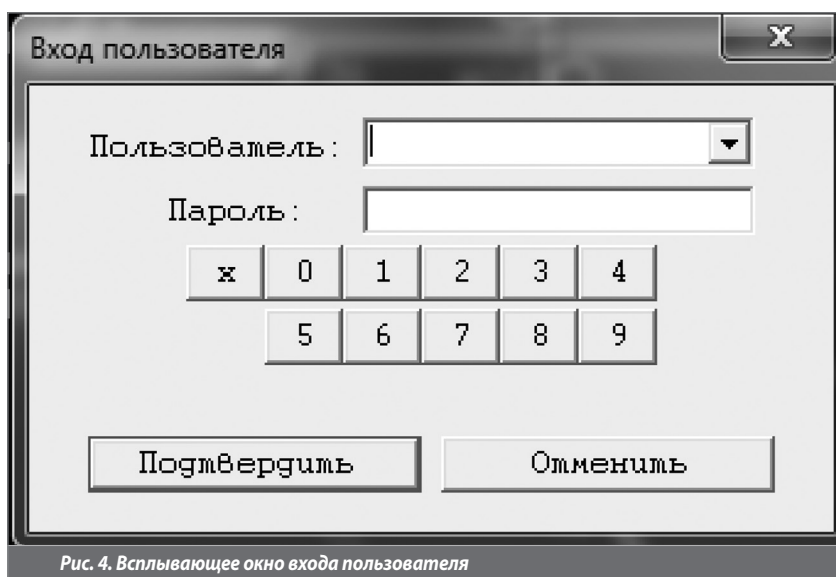 Вход пользователя
x
Пользователь:
Пароль:
x 0 1 2 3 4
5 6 7 8 9
Подтвердить Отменить
Рис. 4. Всплывающее окно входа пользователя